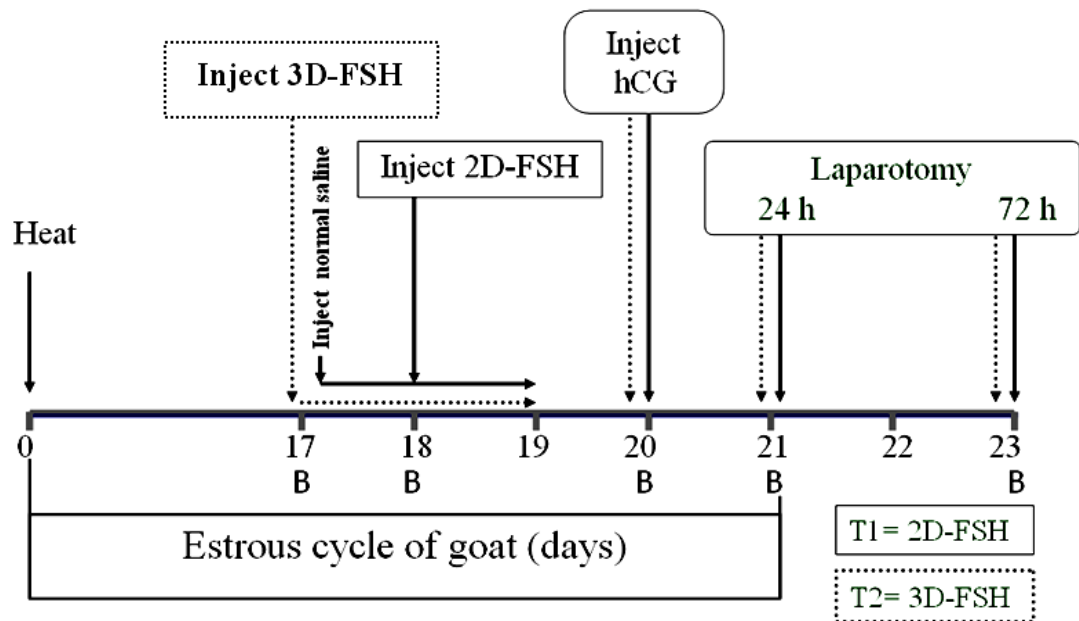 Inject 3D-FSH
Inject
hCG
Inject normal saline
Inject 2D-FSH
Laparotomy
24 h
72 h
Heat
0
17
18
19
20
21
22
23
B
B
B
B
B
Estrous cycle of goat (days)
T1= 2D-FSH
T2= 3D-FSH